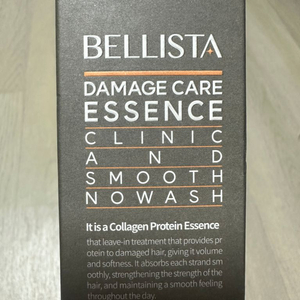 BELLISTA
DAMAGE CARE
ESSENCE
CLINIC
AND
SMOOTH
NOWASH
It is a Collagen Protein Essence
that leave-in treatment that provides pr
otein to damaged hair, giving it volume
and softness. It absorbs each strand sm
oothly, strengthening the strength of the
hair, and maintaining a smooth feeling
throughout the day.